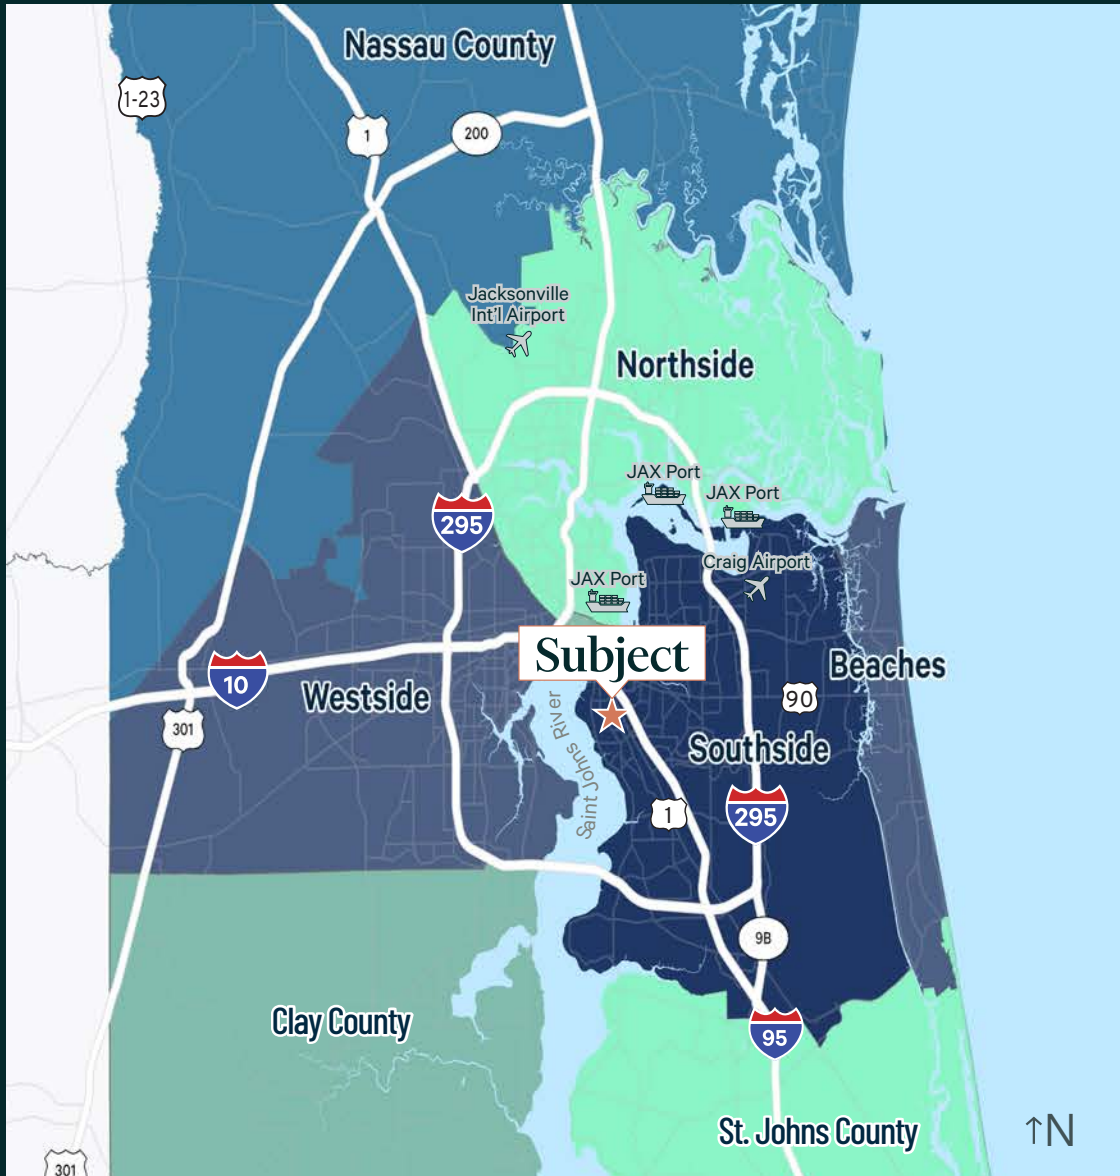 Nassau County
1-23
1
200
Jacksonville
Int'l Airport
Northside
JAX Port
JAX Port
295
Craig Airport
JAX Port
Subject
Beaches
10
Westside
90
301
Saint Johns River
Southside
1
295
9B
Clay County
95
St. Johns County
↑N
301